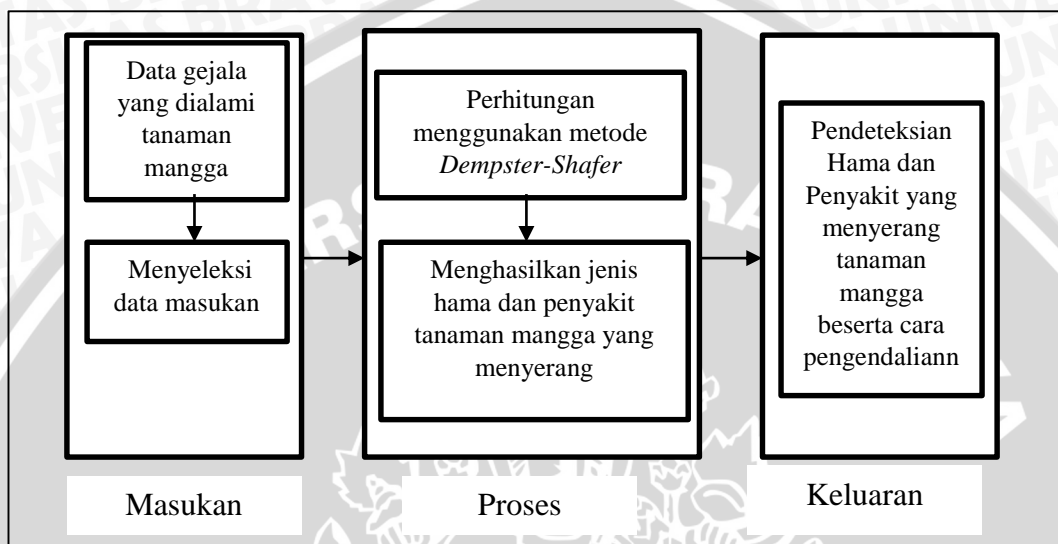 Data gejala
yang dialami
tanaman
mangga
Menyeleksi
data masukan
Masukan
Perhitungan
menggunakan metode
Dempster-Shafer
Menghasilkan jenis
hama dan penyakit
tanaman mangga yang
menyerang
Proses
Pendeteksian
Hama dan
Penyakit yang
menyerang
tanaman
mangga
beserta cara
pengendaliann
Keluaran